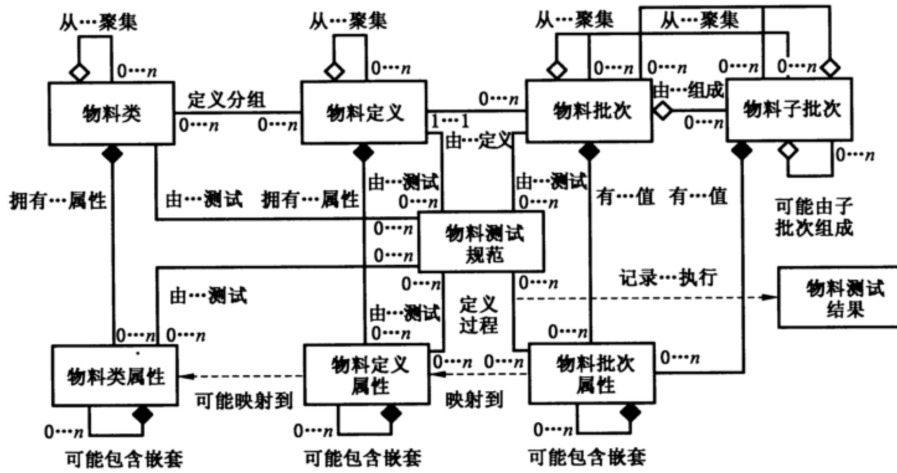 从…聚集 从…聚集 从…聚集 从…聚集
0…n 0…n 0…n 0…n 0…n 0…n
物料类 定义分组 物料定义 0…n 物料批次 由…组成 物料子批次
0…n 0…n 1…1 0…n
由…定义 0…n
拥有…属性 由…测试 拥有…属性 由…测试 由…测试 有…值 有…值
0…n 0…n
0…n 物料测试 可能由子
0…n 规范 批次组成
由…测试 0…n 0…n 记录…执行 物料测试
定义 结果
过程
由…测试
0…n 0…n 0…n 0…n
物料类属性 物料定义 0…n 0…n 物料批次 0…n
属性 属性
可能映射到 映射到
0…n 0…n 0…n
可能包含嵌套 可能包含嵌套 可能包含嵌套